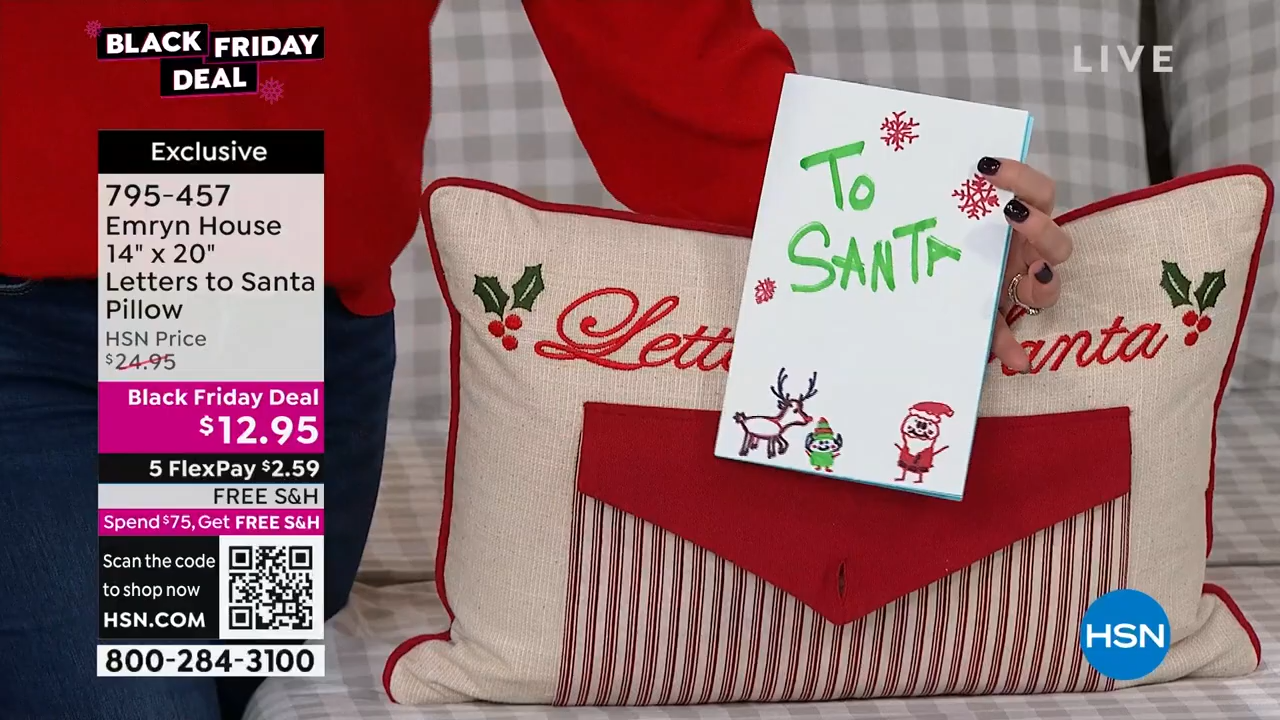 BLACK FRIDAY
DEAL
LIVE
Exclusive
795-457
Emryn House
14" x 20"
Letters to Santa
Pillow
HSN Price
$24.95
Black Friday Deal
$12.95
5 FlexPay $2.59
FREE S&H
Spend $75, Get FREE S&H
Scan the code
to shop now
HSN.COM
800-284-3100
TO
SANTA
Lette anta
HSN